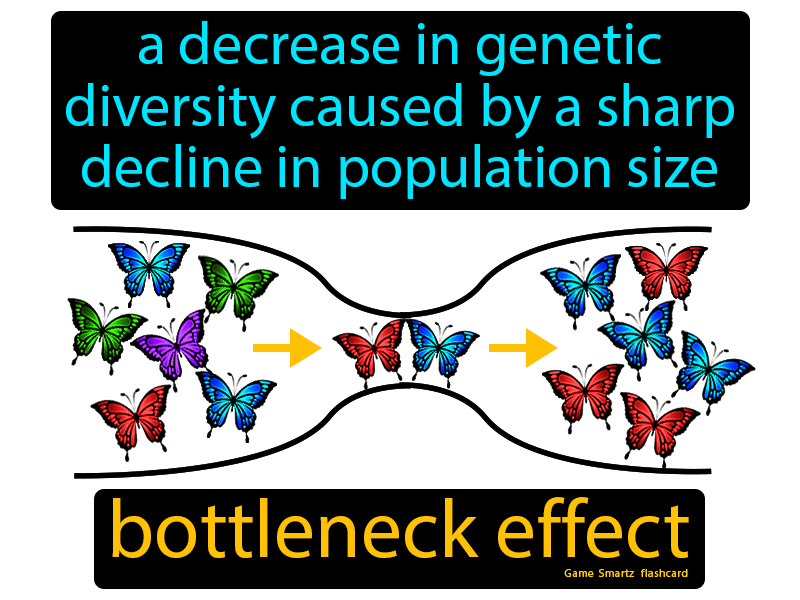 a decrease in genetic
diversity caused by a sharp
decline in population size
bottleneck effect
Game Smartz flashcard